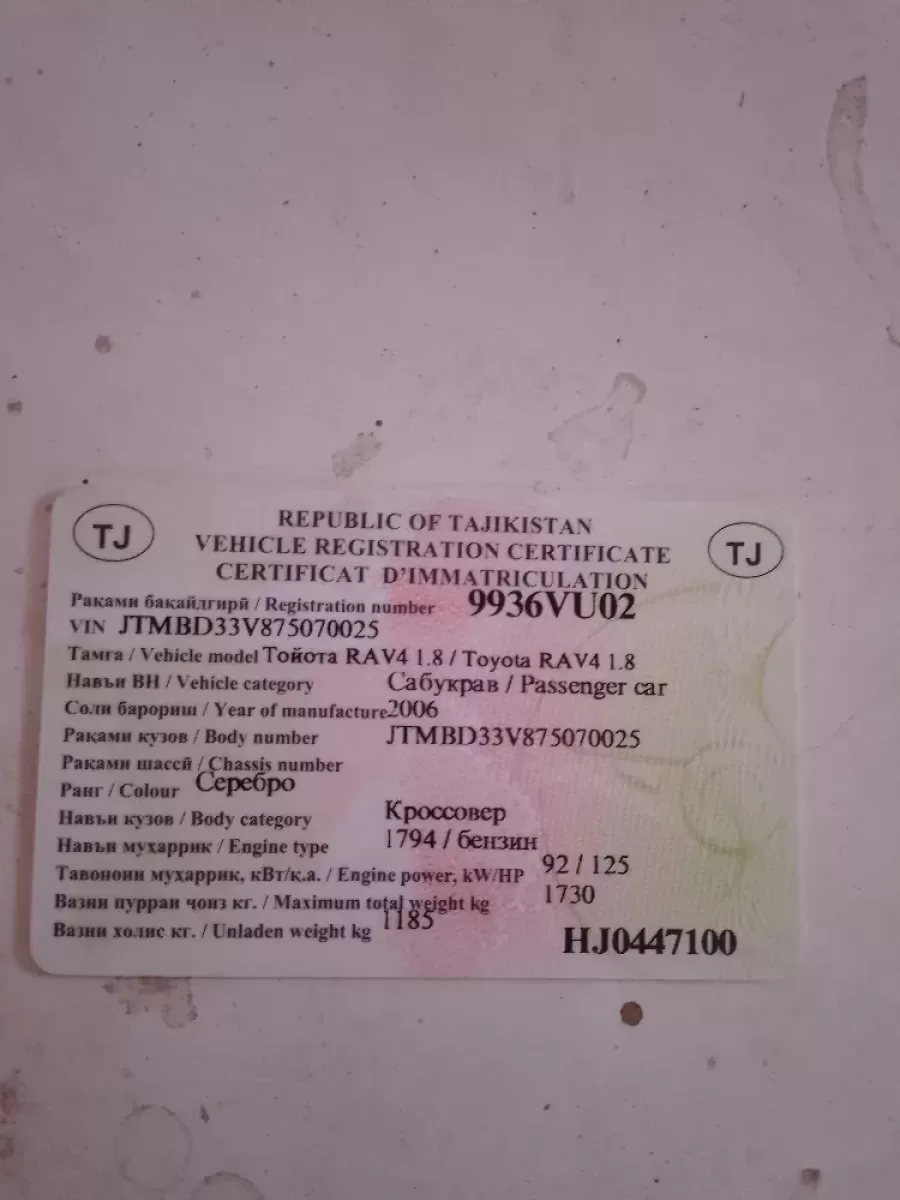 TJ
REPUBLIC OF TAJIKISTAN
TJ
VEHICLE REGISTRATION CERTIFICATE
CERTIFICAT D'IMMATRICULATION
Раками бакайдгирӣ / Registration number 9936VU02
VIN JTMBD33V875070025
Тамға / Vehicle model Тойота RAV4 1.8 / Toyota RAV4 1.8
Навъи ВН / Vehicle category Сабукрав / Passenger car
Соли барориш / Year of manufacture 2006
Раками кузов / Body number JTMBD33V875070025
Раками шассӣ / Chassis number
Ранг / Colour Серебро
Навъи кузов / Body category Кроссовер
Навъи мухаррик / Engine type 1794 / бензин
Тавоноии мухаррик, кВт/к.а. / Engine power, kW/HP 92 / 125
Вазни пурраи чоиз кг. / Maximum total weight kg 1730
Вазни холис кг. / Unladen weight kg 1185
HJ0447100